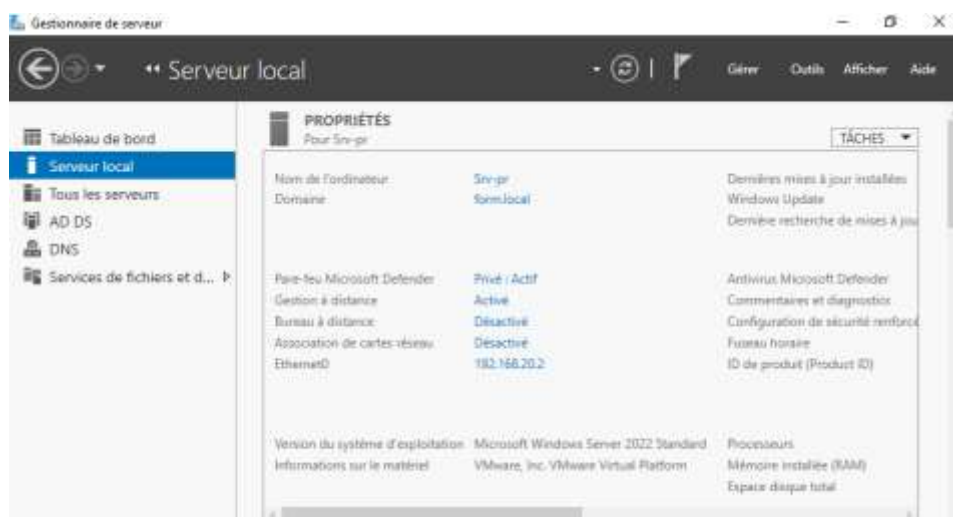 Gestionnaire de serveur
Serveur local
Gérer Outils Afficher Aide
Tableau de bord
Serveur local
Tous les serveurs
AD DS
DNS
Services de fichiers et d...
PROPRIÉTÉS
Pour Srv-pr
TÂCHES
Nom de l'ordinateur Srv-pr Dernières mises à jour installées
Domaine form.local Windows Update
Dernière recherche de mises à jou
Pare-feu Microsoft Defender Privé : Actif Antivirus Microsoft Defender
Gestion à distance Activé Commentaires et diagnostics
Bureau à distance Désactivé Configuration de sécurité renforcé
Association de cartes réseau Désactivé Fuseau horaire
Ethernet0 192.168.20.2 ID de produit (Product ID)
Version du système d'exploitation Microsoft Windows Server 2022 Standard Processeurs
Informations sur le matériel VMware, Inc. VMware Virtual Platform Mémoire installée (RAM)
Espace disque total